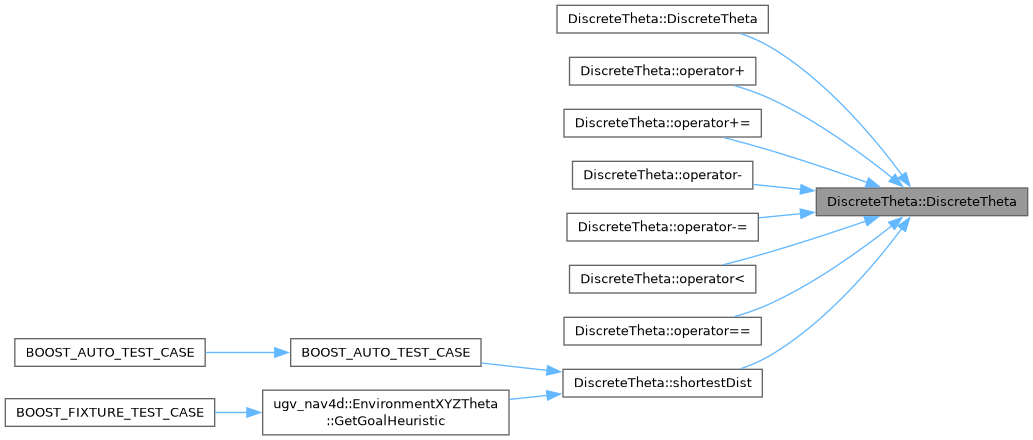 DiscreteTheta::DiscreteTheta
DiscreteTheta::operator+
DiscreteTheta::operator+=
DiscreteTheta::operator-
DiscreteTheta::DiscreteTheta
DiscreteTheta::operator-=
DiscreteTheta::operator<
DiscreteTheta::operator==
BOOST_AUTO_TEST_CASE
BOOST_AUTO_TEST_CASE
DiscreteTheta::shortestDist
BOOST_FIXTURE_TEST_CASE
ugv_nav4d::EnvironmentXYZTheta
::GetGoalHeuristic